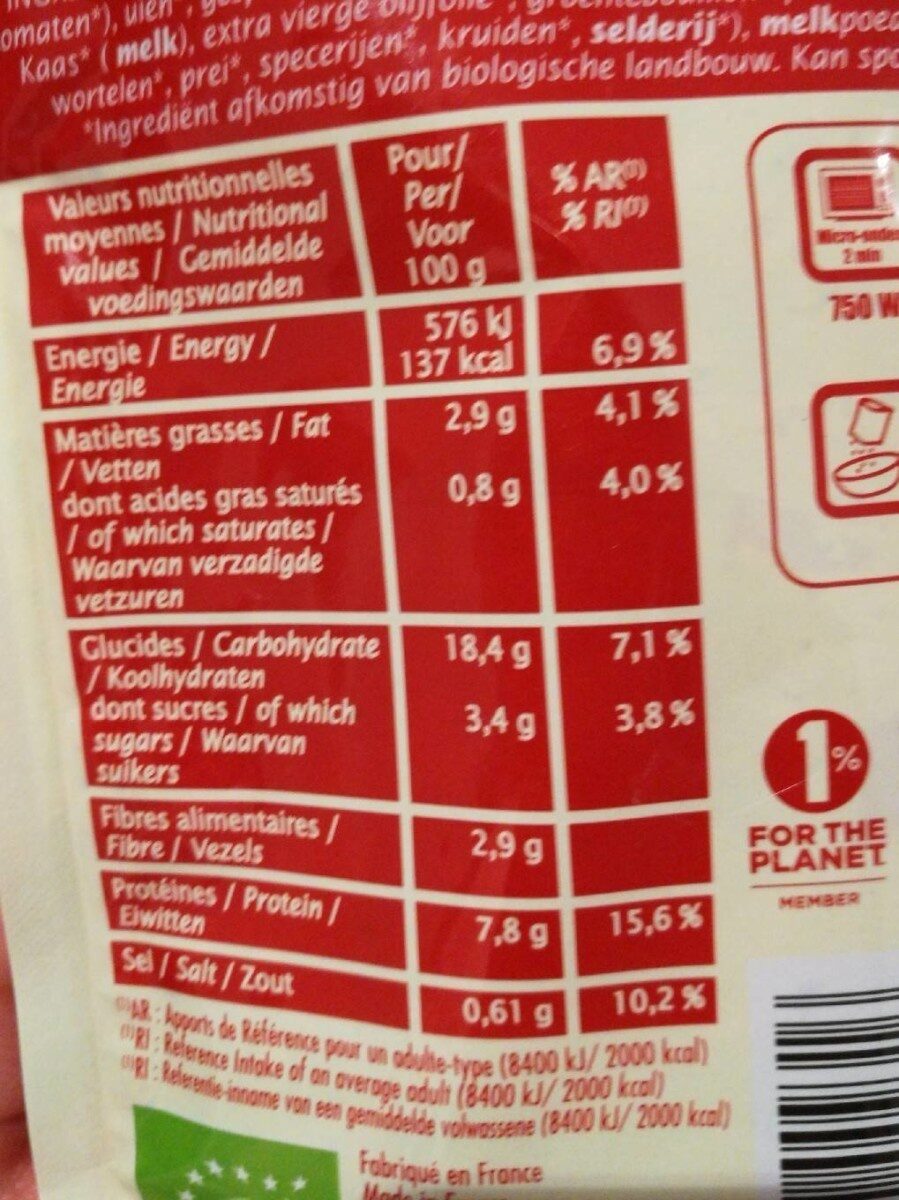 omaten*), uien*,
Kaas* (melk), extra vierge
wortelen*, prei*, specerijen*, kruiden*, selderij*), melkpoed
*Ingrediënt afkomstig van biologische landbouw. Kan spo
Valeurs nutritionnelles
moyennes / Nutritional
values / Gemiddelde
voedingswaarden
Pour/
Per/
Voor
100 g
% AR(1)
% RI(1)
Energie / Energy /
Energie
576 kJ
137 kcal
6,9 %
Matières grasses / Fat
/ Vetten
2,9 g
4,1 %
dont acides gras saturés
/ of which saturates /
Waarvan verzadigde
vetzuren
0,8 g
4,0 %
Glucides / Carbohydrate
/ Koolhydraten
18,4 g
7,1 %
dont sucres / of which
sugars / Waarvan
suikers
3,4 g
3,8 %
Fibres alimentaires /
Fibre / Vezels
2,9 g
Protéines / Protein /
Eiwitten
7,8 g
15,6 %
Sel / Salt / Zout
0,61 g
10,2 %
(1)AR : Apports de Référence pour un adulte-type (8400 kJ/ 2000 kcal)
(1)RI : Reference Intake of an average adult (8400 kJ/ 2000 kcal)
(1)RI : Referentie-inname van een gemiddelde volwassene (8400 kJ/ 2000 kcal)
Fabriqué en France
Made in
2 min
750 W
1%
FOR THE
PLANET
MEMBER